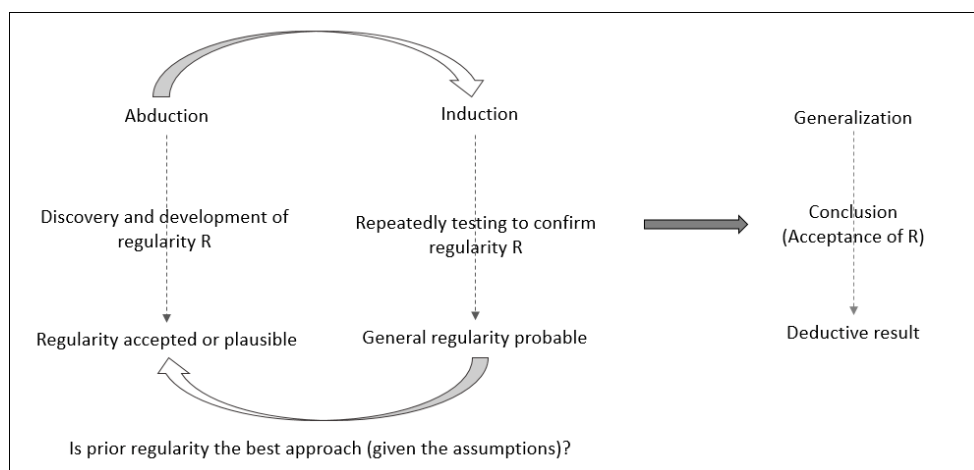 Abduction
Induction
Generalization
Discovery and development of
regularity R
Repeatedly testing to confirm
regularity R
Conclusion
(Acceptance of R)
Regularity accepted or plausible
General regularity probable
Deductive result
Is prior regularity the best approach (given the assumptions)?